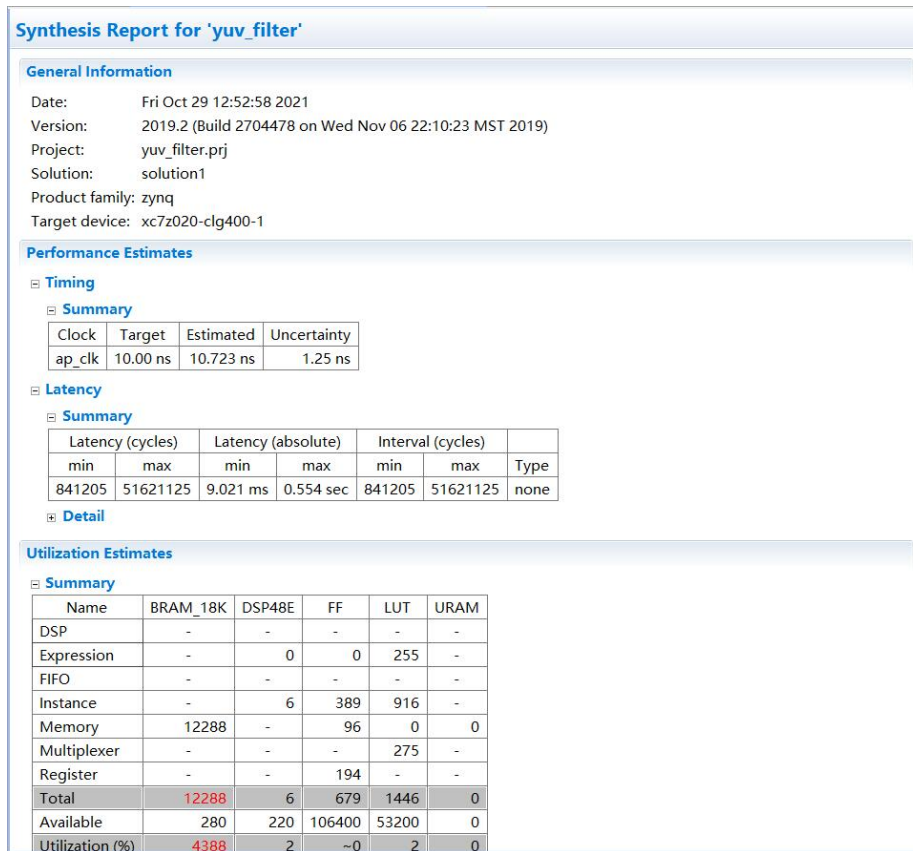 Synthesis Report for 'yuv_filter'
General Information
Date: Fri Oct 29 12:52:58 2021
Version: 2019.2 (Build 2704478 on Wed Nov 06 22:10:23 MST 2019)
Project: yuv_filter.prj
Solution: solution1
Product family: zynq
Target device: xc7z020-clg400-1
Performance Estimates
Timing
Summary
Clock Target Estimated Uncertainty
ap_clk 10.00 ns 10.723 ns 1.25 ns
Latency
Summary
Latency (cycles) Latency (absolute) Interval (cycles)
min max min max min max Type
841205 51621125 9.021 ms 0.554 sec 841205 51621125 none
Detail
Utilization Estimates
Summary
Name BRAM_18K DSP48E FF LUT URAM
DSP - - - - -
Expression - 0 0 255 -
FIFO - - - - -
Instance - 6 389 916 -
Memory 12288 - 96 0 0
Multiplexer - - - 275 -
Register - - 194 - -
Total 12288 6 679 1446 0
Available 280 220 106400 53200 0
Utilization (%) 4388 2 ~0 2 0